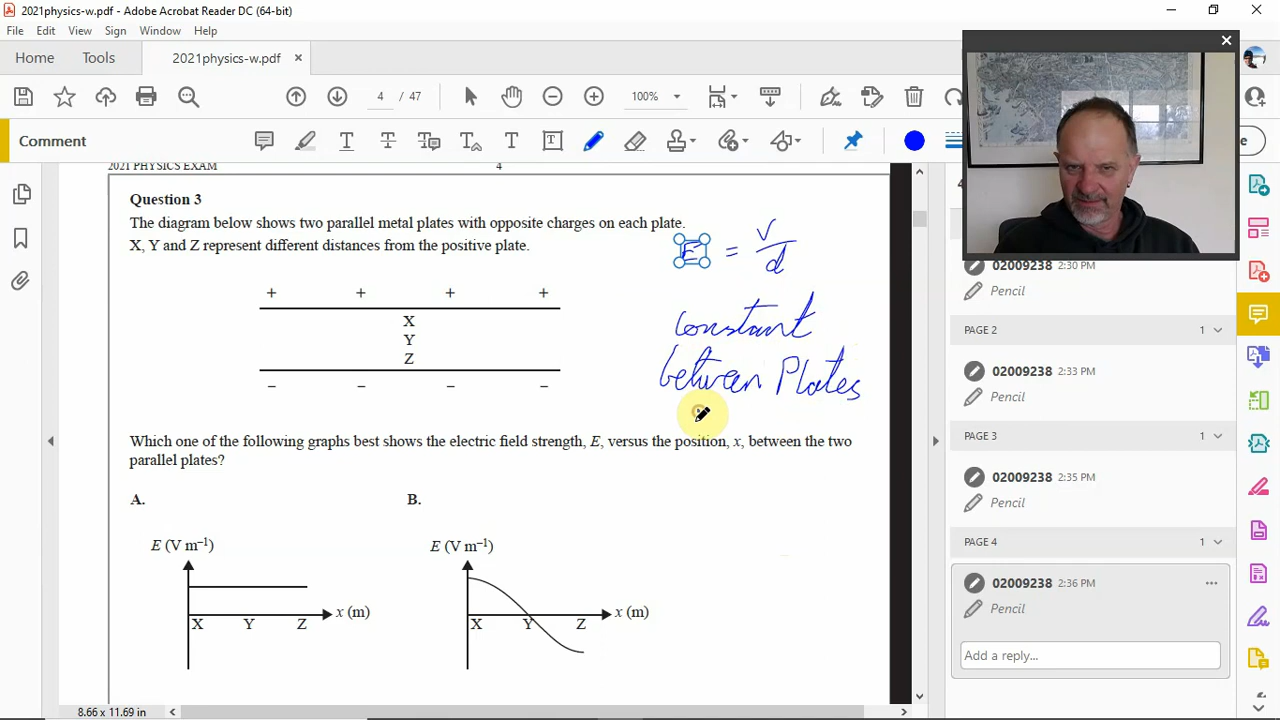 2021physics-w.pdf - Adobe Acrobat Reader DC (64-bit)
File Edit View Sign Window Help
Home Tools 2021physics-w.pdf
4 / 47 100%
Comment
2021 PHYSICS EXAM 4
Question 3
The diagram below shows two parallel metal plates with opposite charges on each plate.
X, Y and Z represent different distances from the positive plate.
E = V/d
+ + + +
X
Y
Z
– – – –
constant
between Plates
Which one of the following graphs best shows the electric field strength, E, versus the position, x, between the two
parallel plates?
A. B.
E (V m–1) E (V m–1)
x (m) x (m)
X Y Z X Y Z
8.66 x 11.69 in
02009238 2:30 PM
Pencil
PAGE 2 1
02009238 2:33 PM
Pencil
PAGE 3 1
02009238 2:35 PM
Pencil
PAGE 4 1
02009238 2:36 PM
Pencil
Add a reply...